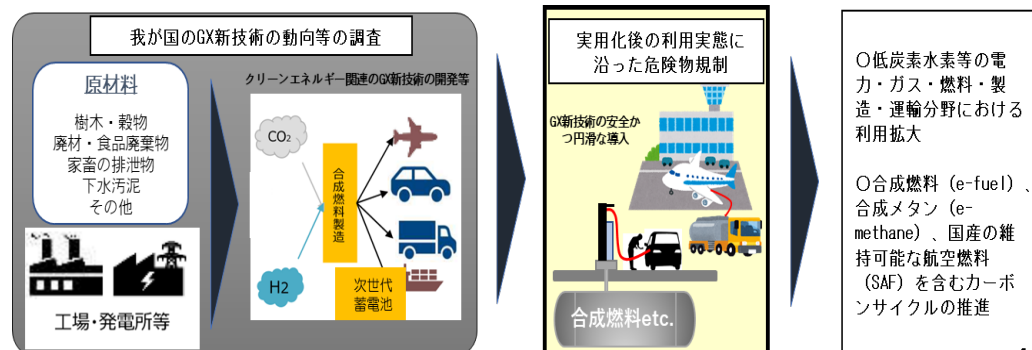 我が国のGX新技術の動向等の調査
原材料
樹木・穀物
廃材・食品廃棄物
家畜の排泄物
下水汚泥
その他
工場・発電所等
クリーンエネルギー関連のGX新技術の開発等
CO₂
H2
合成燃料製造
次世代
蓄電池
実用化後の利用実態に
沿った危険物規制
GX新技術の安全か
つ円滑な導入
合成燃料etc.
〇低炭素水素等の電
力・ガス・燃料・製
造・運輸分野における
利用拡大
〇合成燃料（e-fuel）、
合成メタン（e-
methane）、国産の維
持可能な航空燃料
（SAF）を含むカーボ
ンサイクルの推進